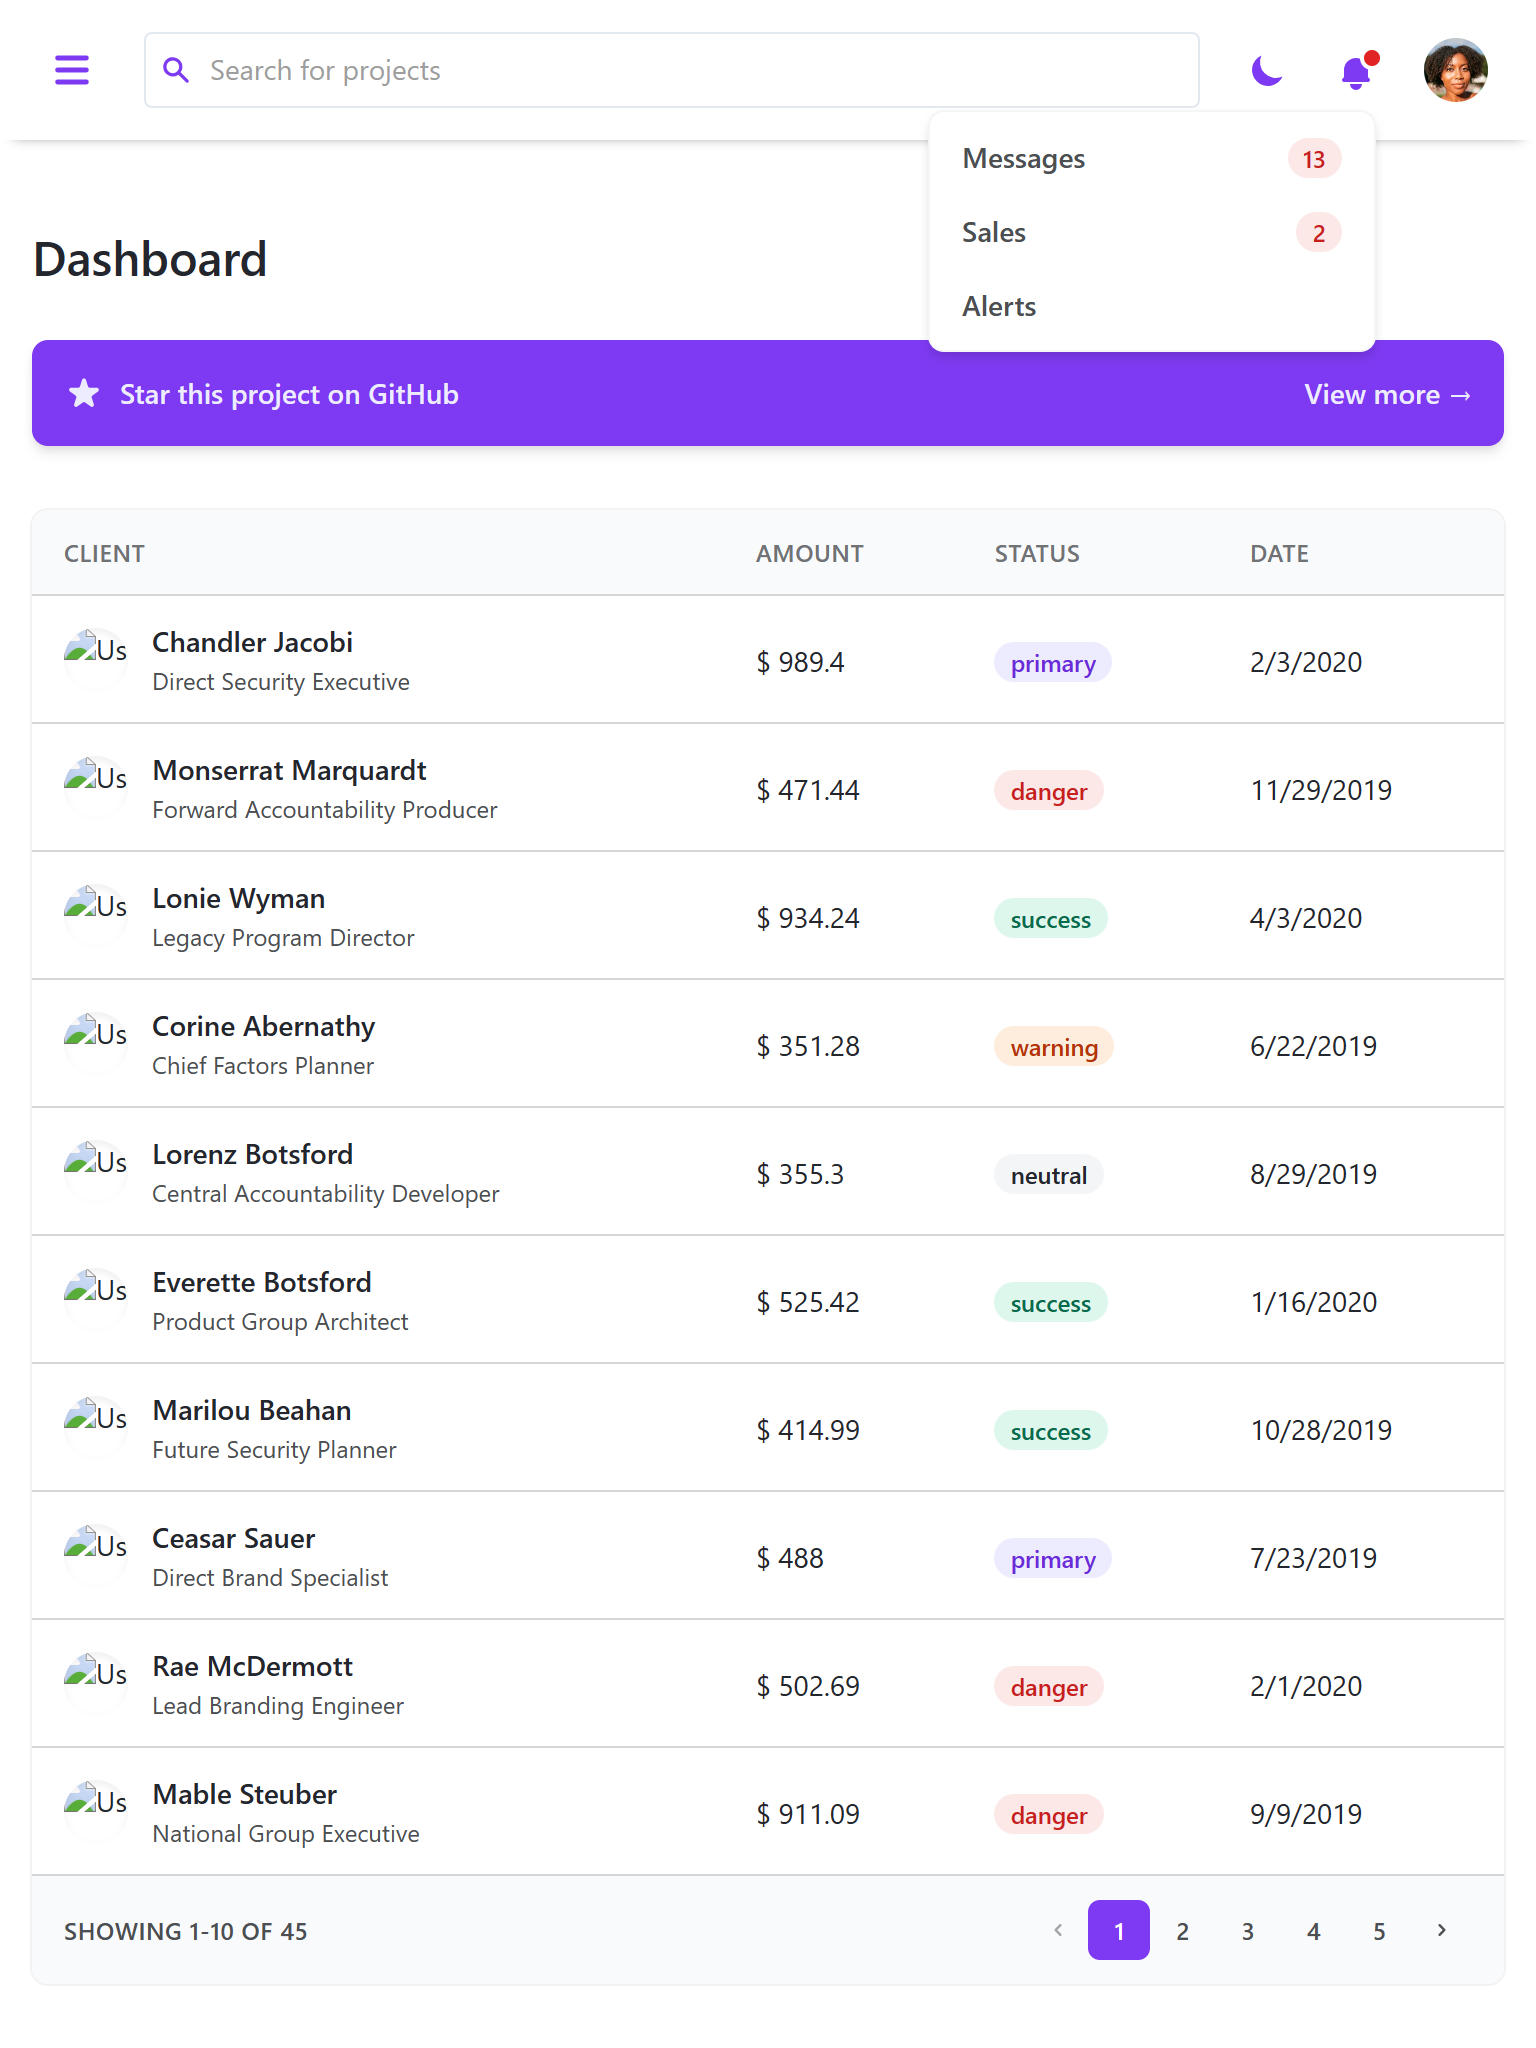 Search for projects
Messages 13
Sales 2
Alerts
Dashboard
Star this project on GitHub View more →
CLIENT AMOUNT STATUS DATE
Us Chandler Jacobi
Direct Security Executive
$ 989.4 primary 2/3/2020
Us Monserrat Marquardt
Forward Accountability Producer
$ 471.44 danger 11/29/2019
Us Lonie Wyman
Legacy Program Director
$ 934.24 success 4/3/2020
Us Corine Abernathy
Chief Factors Planner
$ 351.28 warning 6/22/2019
Us Lorenz Botsford
Central Accountability Developer
$ 355.3 neutral 8/29/2019
Us Everette Botsford
Product Group Architect
$ 525.42 success 1/16/2020
Us Marilou Beahan
Future Security Planner
$ 414.99 success 10/28/2019
Us Ceasar Sauer
Direct Brand Specialist
$ 488 primary 7/23/2019
Us Rae McDermott
Lead Branding Engineer
$ 502.69 danger 2/1/2020
Us Mable Steuber
National Group Executive
$ 911.09 danger 9/9/2019
SHOWING 1-10 OF 45 1 2 3 4 5